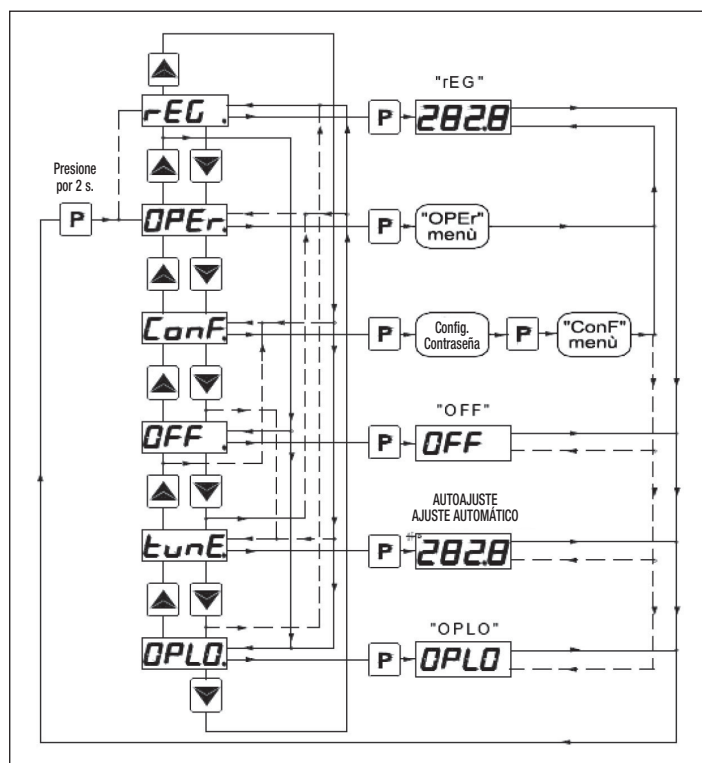 "rEG"
rEG.
P
282.8
Presione
por 2 s.
P
OPEr.
P
"OPEr"
menù
ConF.
P
Config.
Contraseña
P
"ConF"
menù
"OFF"
OFF.
P
OFF
AUTOAJUSTE
AJUSTE AUTOMÁTICO
tunE.
P
282.8
"OPLO"
OPLO.
P
OPLO